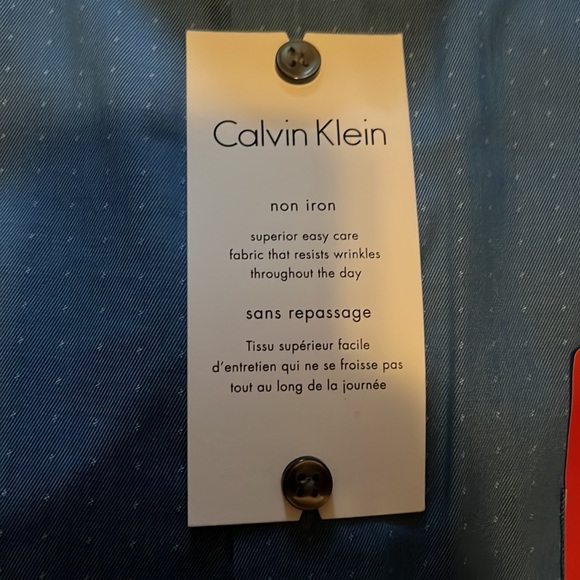 Calvin Klein
non iron
superior easy care
fabric that resists wrinkles
throughout the day
sans repassage
Tissu supérieur facile
d'entretien qui ne se froisse pas
tout au long de la journée